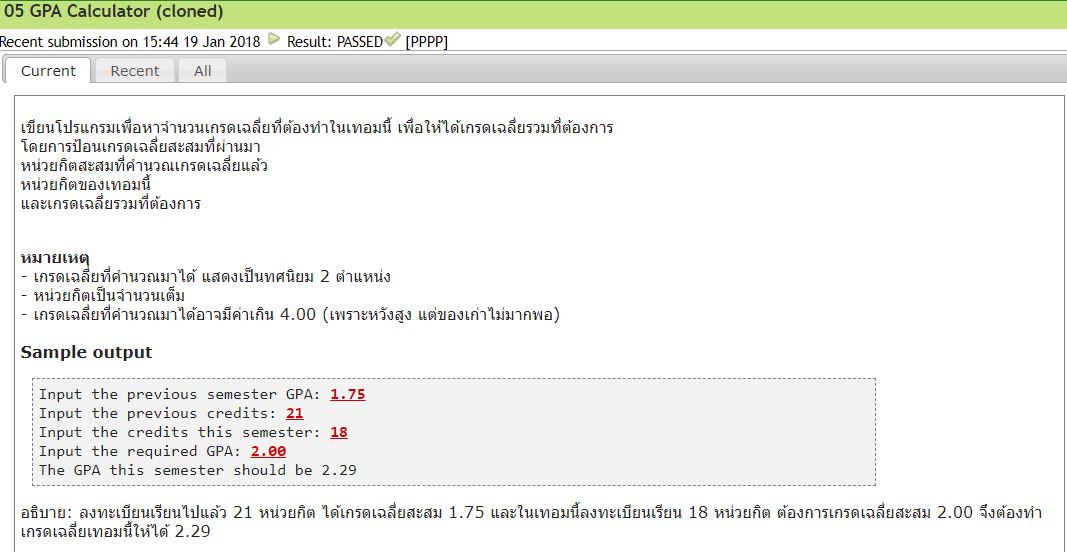 05 GPA Calculator (cloned)
Recent submission on 15:44 19 Jan 2018 Result: PASSED [PPPP]
Current Recent All
เขียนโปรแกรมเพื่อหาจำนวนเกรดเฉลี่ยที่ต้องทำในเทอมนี้ เพื่อให้ได้เกรดเฉลี่ยรวมที่ต้องการ
โดยการป้อนเกรดเฉลี่ยสะสมที่ผ่านมา
หน่วยกิตสะสมที่คำนวณเกรดเฉลี่ยแล้ว
หน่วยกิตของเทอมนี้
และเกรดเฉลี่ยรวมที่ต้องการ
หมายเหตุ
- เกรดเฉลี่ยที่คำนวณมาได้ แสดงเป็นทศนิยม 2 ตำแหน่ง
- หน่วยกิตเป็นจำนวนเต็ม
- เกรดเฉลี่ยที่คำนวณมาได้อาจมีค่าเกิน 4.00 (เพราะหวังสูง แต่ของเก่าไม่มากพอ)
Sample output
Input the previous semester GPA: 1.75
Input the previous credits: 21
Input the credits this semester: 18
Input the required GPA: 2.00
The GPA this semester should be 2.29
อธิบาย: ลงทะเบียนเรียนไปแล้ว 21 หน่วยกิต ได้เกรดเฉลี่ยสะสม 1.75 และในเทอมนี้ลงทะเบียนเรียน 18 หน่วยกิต ต้องการเกรดเฉลี่ยสะสม 2.00 จึงต้องทำ
เกรดเฉลี่ยเทอมนี้ให้ได้ 2.29